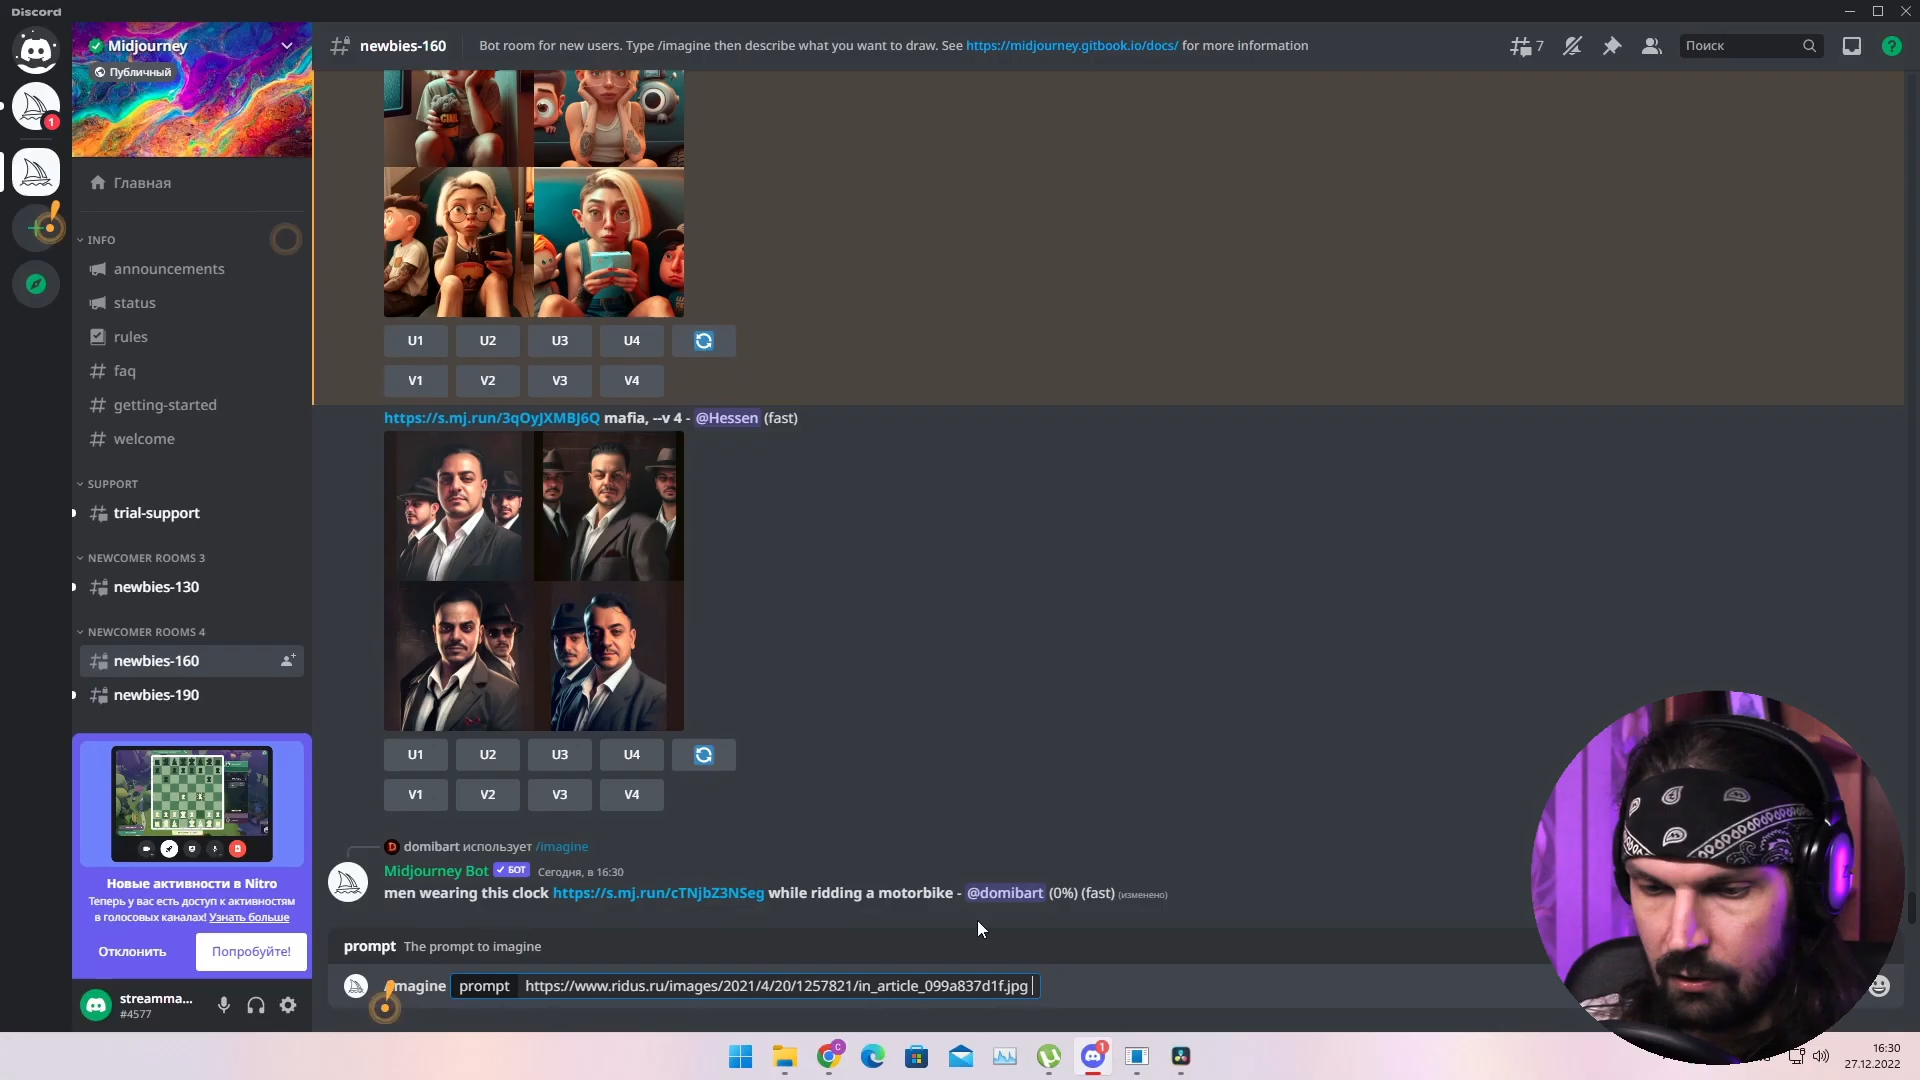 Discord
Midjourney
Публичный
newbies-160
Bot room for new users. Type /imagine then describe what you want to draw. See https://midjourney.gitbook.io/docs/ for more information
7
Поиск
1
Главная
INFO
announcements
status
rules
faq
getting-started
welcome
SUPPORT
trial-support
NEWCOMER ROOMS 3
newbies-130
NEWCOMER ROOMS 4
newbies-160
newbies-190
U1 U2 U3 U4
V1 V2 V3 V4
https://s.mj.run/3qOyJXMBJ6Q mafia, --v 4 - @Hessen (fast)
U1 U2 U3 U4
V1 V2 V3 V4
domibart использует /imagine
Midjourney Bot ✓ БОТ Сегодня, в 16:30
men wearing this clock https://s.mj.run/cTNjbZ3NSeg while ridding a motorbike - @domibart (0%) (fast) (изменено)
prompt The prompt to imagine
imagine prompt https://www.ridus.ru/images/2021/4/20/1257821/in_article_099a837d1f.jpg
Новые активности в Nitro
Теперь у вас есть доступ к активностям
в голосовых каналах! Узнать больше
Отклонить
Попробуйте!
streamma...
#4577
C
1
16:30
27.12.2022